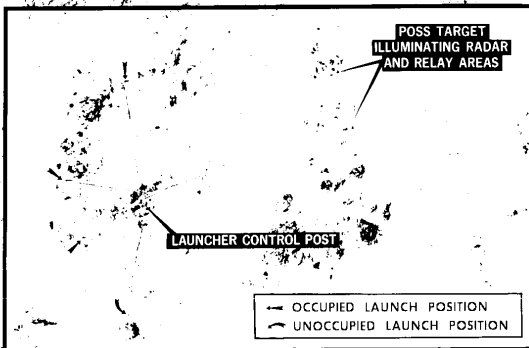 POSS TARGET
ILLUMINATING RADAR
AND RELAY AREAS
LAUNCHER CONTROL POST
OCCUPIED LAUNCH POSITION
UNOCCUPIED LAUNCH POSITION